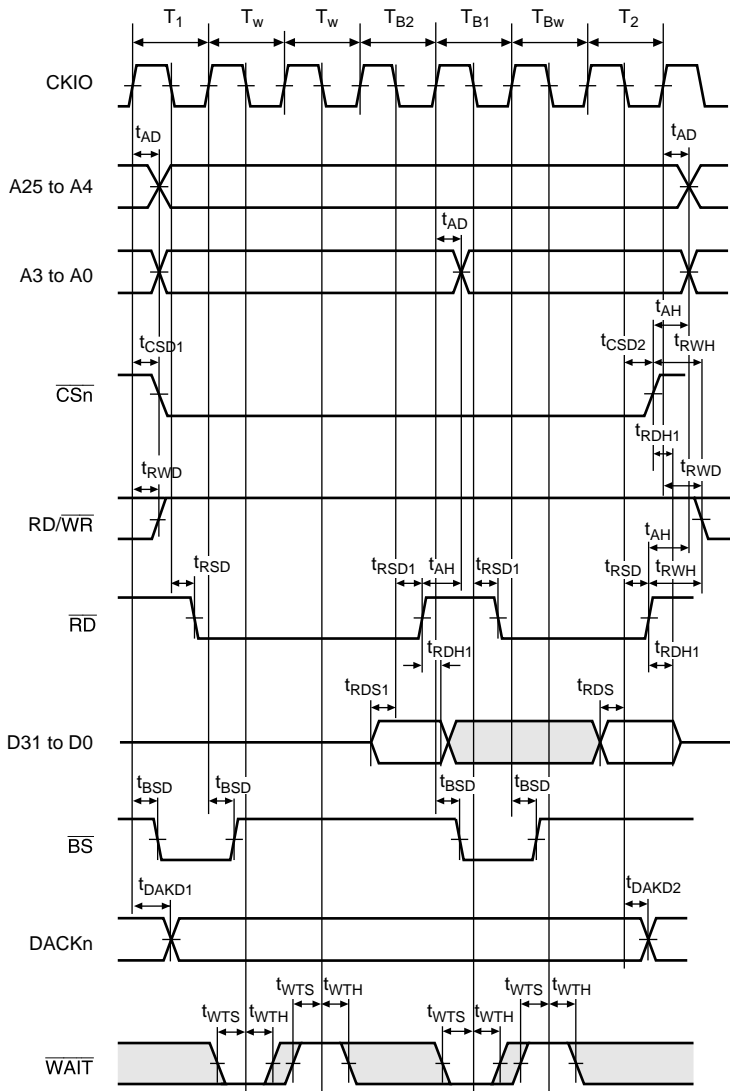 T1 Tw Tw TB2 TB1 TBw T2
CKIO
tAD tAD
A25 to A4
tAD
A3 to A0
tAH
tCSD1 tCSD2 tRWH
CSn
tRDH1
tRWD tRWD
RD/WR
tAH
tRSD tRSD1 tAH tRSD1 tRSD tRWH
RD
tRDH1 tRDH1
tRDS1 tRDS
D31 to D0
tBSD tBSD tBSD tBSD
BS
tDAKD1 tDAKD2
DACKn
tWTS tWTH tWTS tWTH
tWTS tWTH tWTS tWTH
WAIT